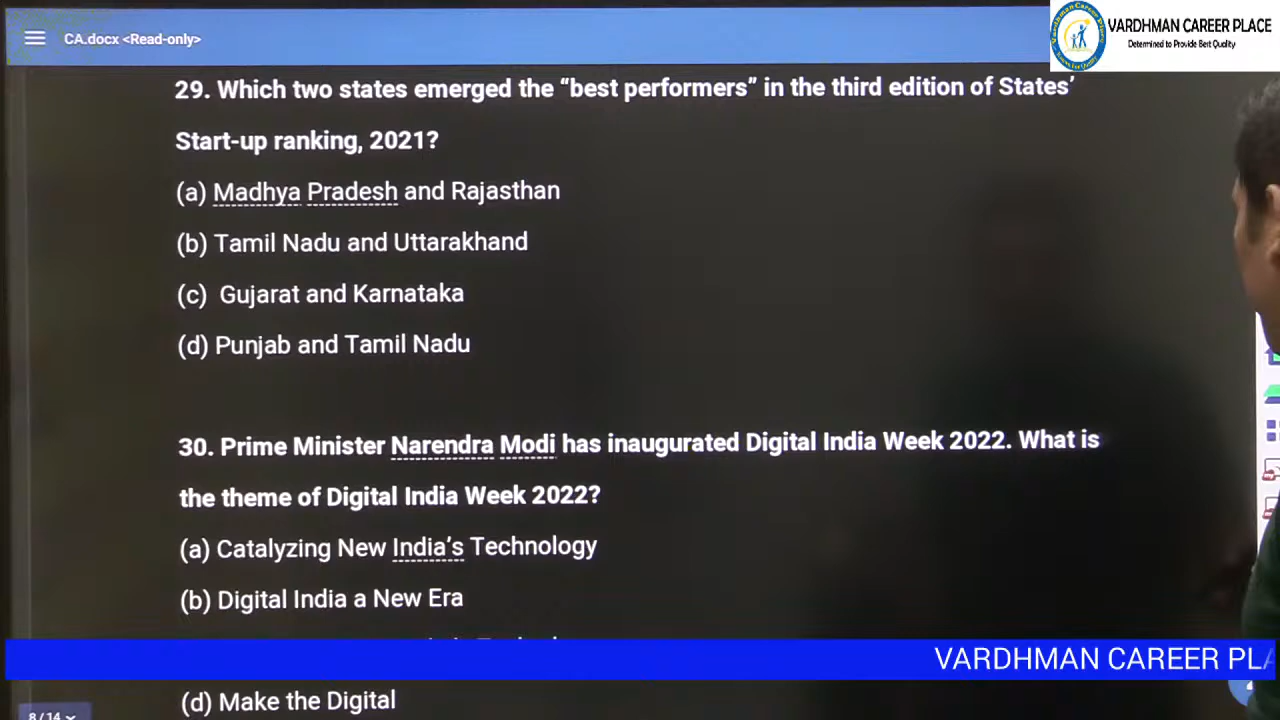 CA.docx <Read-only>
VARDHMAN CAREER PLACE
Determined to Provide Bert Quality
29. Which two states emerged the “best performers” in the third edition of States’
Start-up ranking, 2021?
(a) Madhya Pradesh and Rajasthan
(b) Tamil Nadu and Uttarakhand
(c) Gujarat and Karnataka
(d) Punjab and Tamil Nadu
30. Prime Minister Narendra Modi has inaugurated Digital India Week 2022. What is
the theme of Digital India Week 2022?
(a) Catalyzing New India’s Technology
(b) Digital India a New Era
VARDHMAN CAREER PLA
(d) Make the Digital
8/14